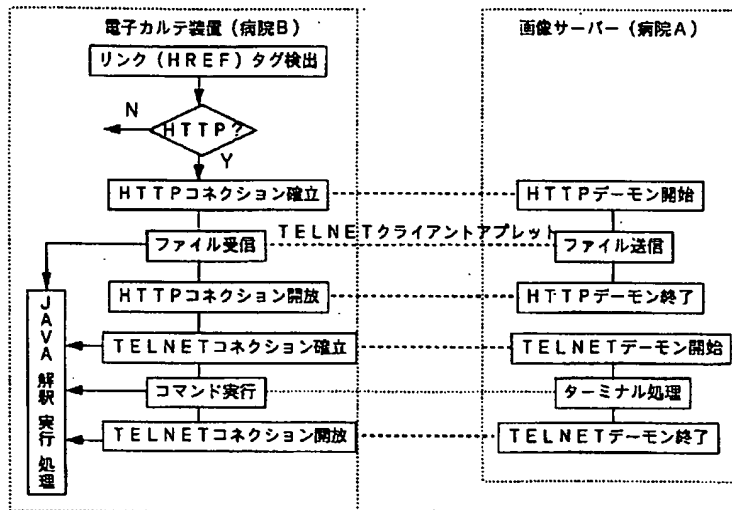 電子カルテ装置（病院B）
画像サーバー（病院A）
リンク（HREF）タグ検出
N
HTTP？
Y
HTTPコネクション確立
HTTPデーモン開始
TELNETクライアントアプレット
ファイル受信
ファイル送信
HTTPコネクション開放
HTTPデーモン終了
JAVA解釈実行処理
TELNETコネクション確立
TELNETデーモン開始
コマンド実行
ターミナル処理
TELNETコネクション開放
TELNETデーモン終了